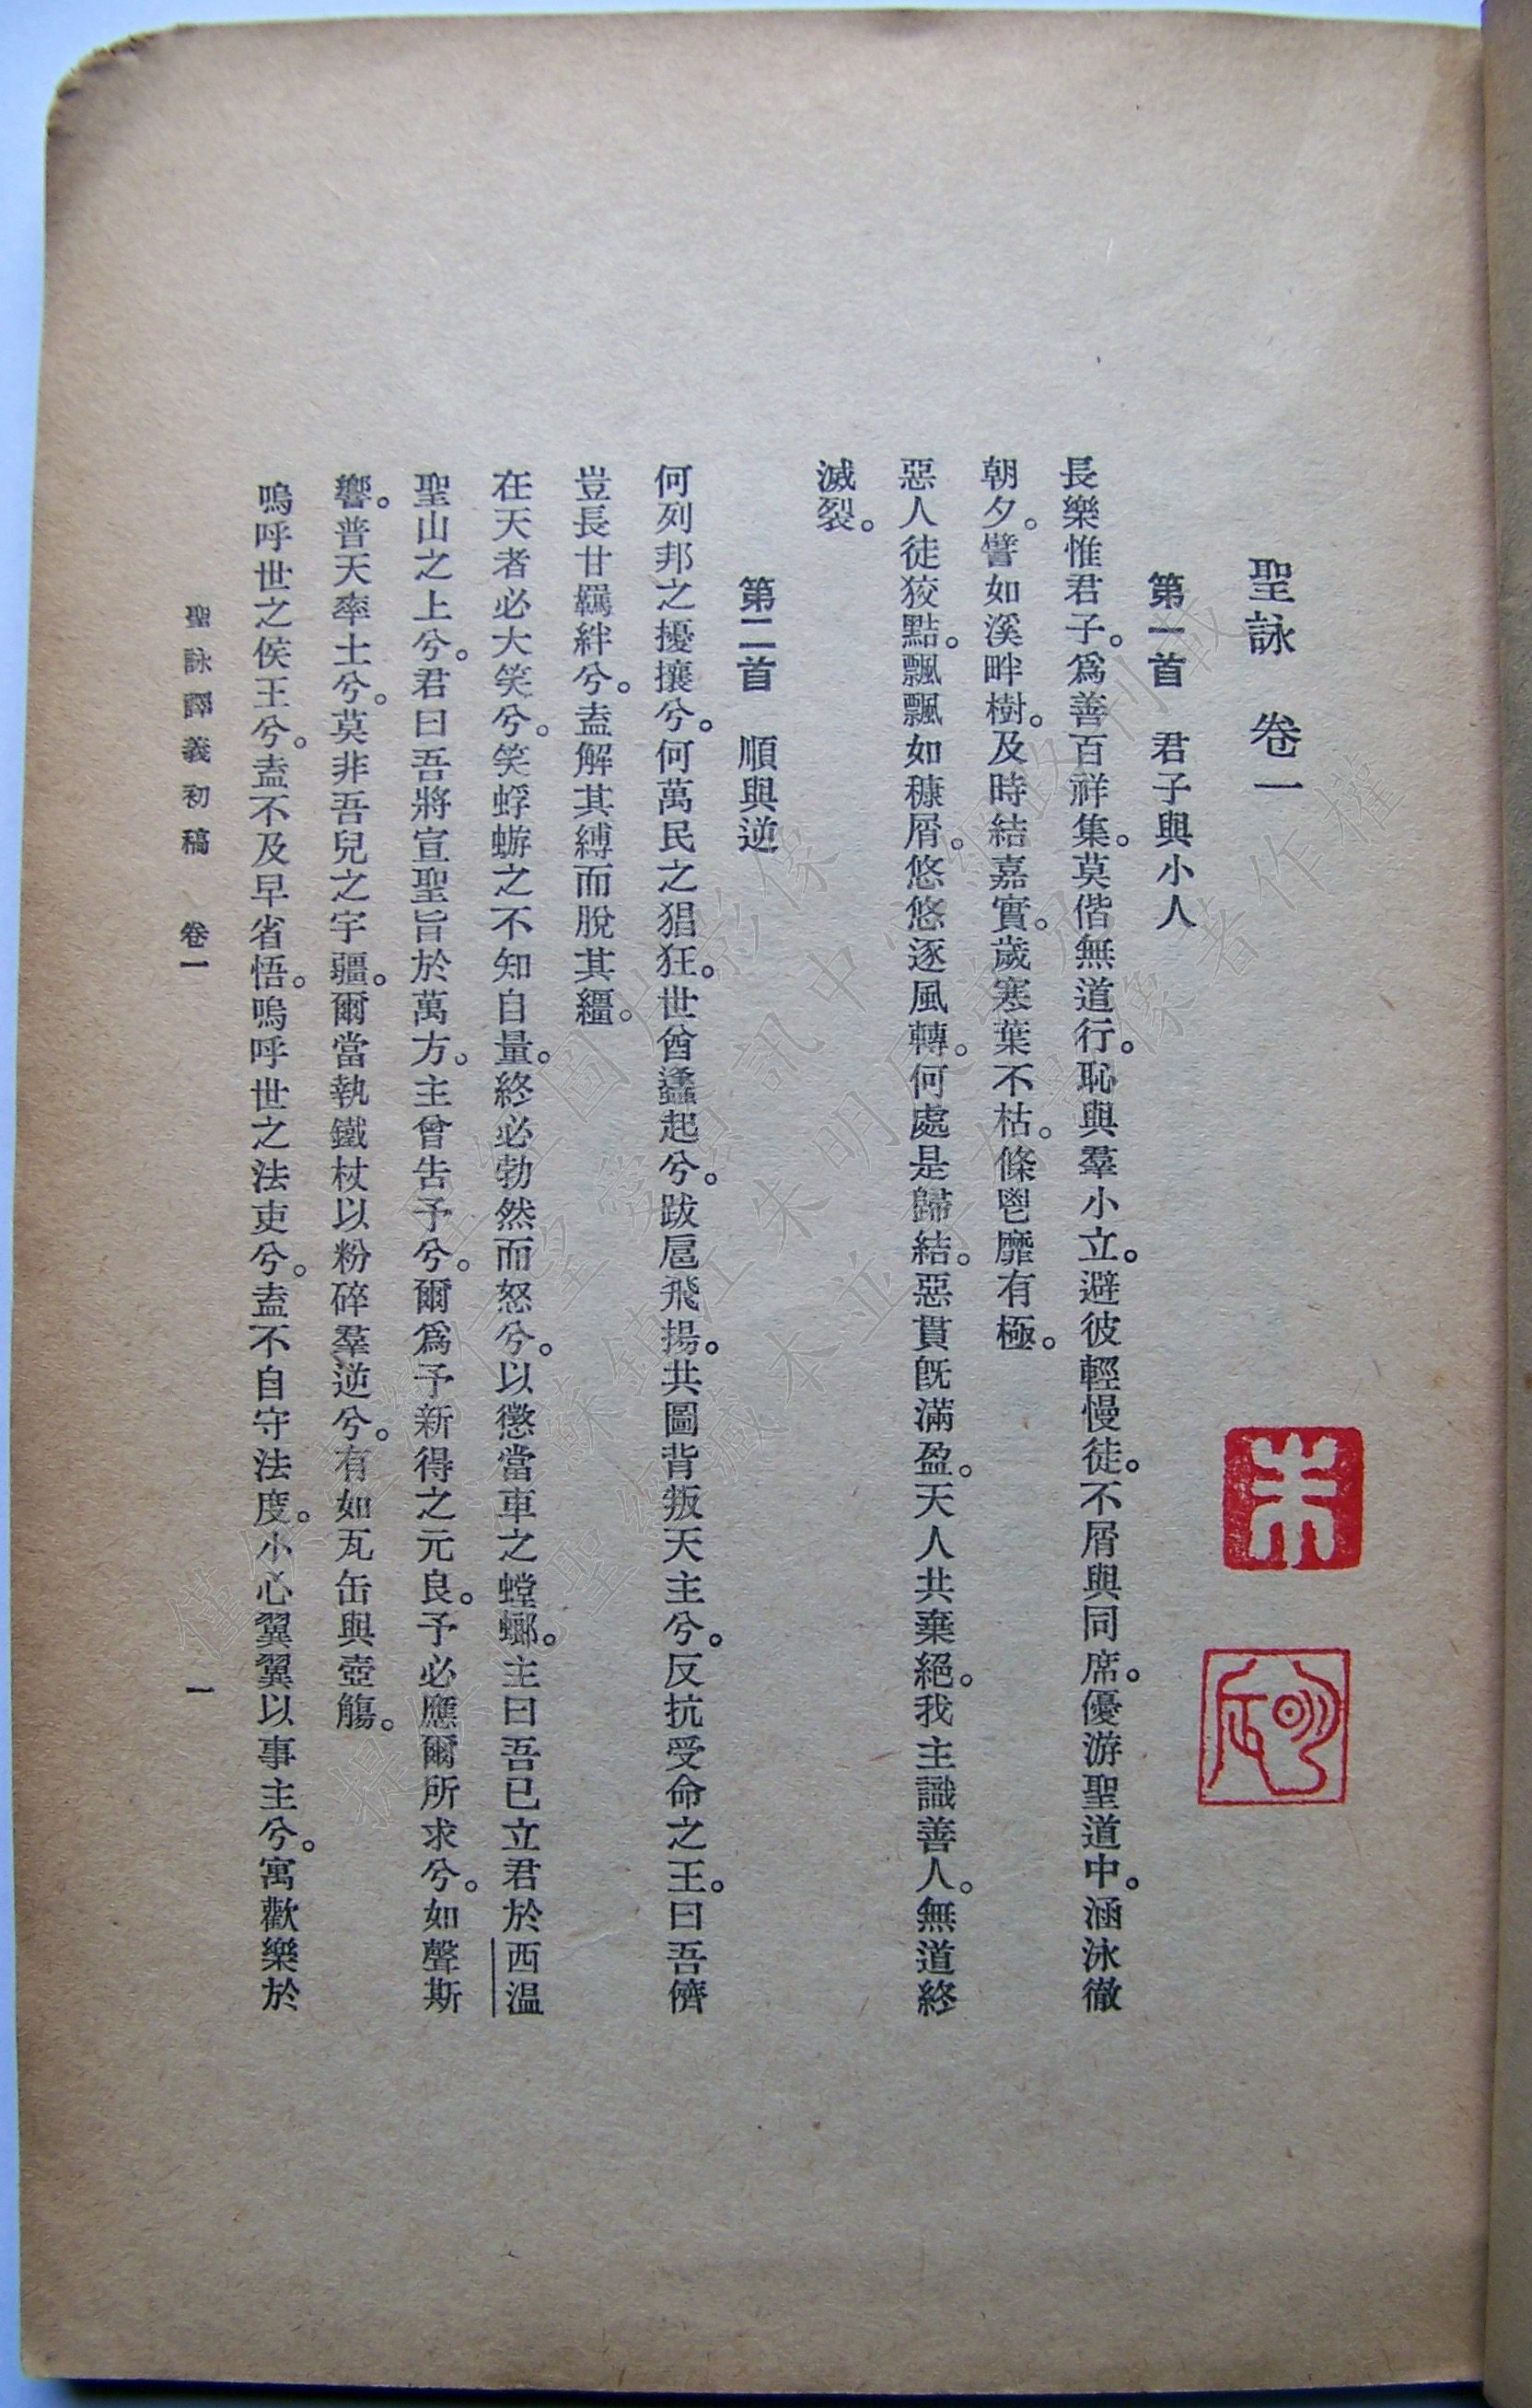 聖詠　卷一
第一首　君子與小人
長樂惟君子。爲善百祥集。莫偕無道行。恥與羣小立。避彼輕慢徒。不屑與同席。優游聖道中。涵泳徹
朝夕。譬如溪畔樹。及時結嘉實。歲寒葉不枯。條鬯靡有極。
惡人徒狡黠。飄飄如糠屑。悠悠逐風轉。何處是歸結。惡貫旣滿盈。天人共棄絕。我主識善人。無道終
滅裂。
第二首　順與逆
何列邦之擾攘兮。何萬民之猖狂。世酋蠭起兮。跋扈飛揚。共圖背叛天主兮。反抗受命之王。曰吾儕
豈長甘羈絆兮。盍解其縛而脫其繮。
在天者必大笑兮。笑蜉蝣之不知自量。終必勃然而怒兮。以懲當車之螳螂。主曰吾已立君於西溫
聖山之上兮。君曰吾將宣聖旨於萬方。主曾告予兮。爾爲予新得之元良。予必應爾所求兮。如聲斯
響。普天率土兮。莫非吾兒之宇疆。爾當執鐵杖以粉碎羣逆兮。有如瓦缶與壺觴。
嗚呼世之侯王兮。盍不及早省悟。嗚呼世之法吏兮。盍不自守法度。小心翼翼以事主兮。寓歡樂於
聖詠譯義初稿　卷一　一
朱